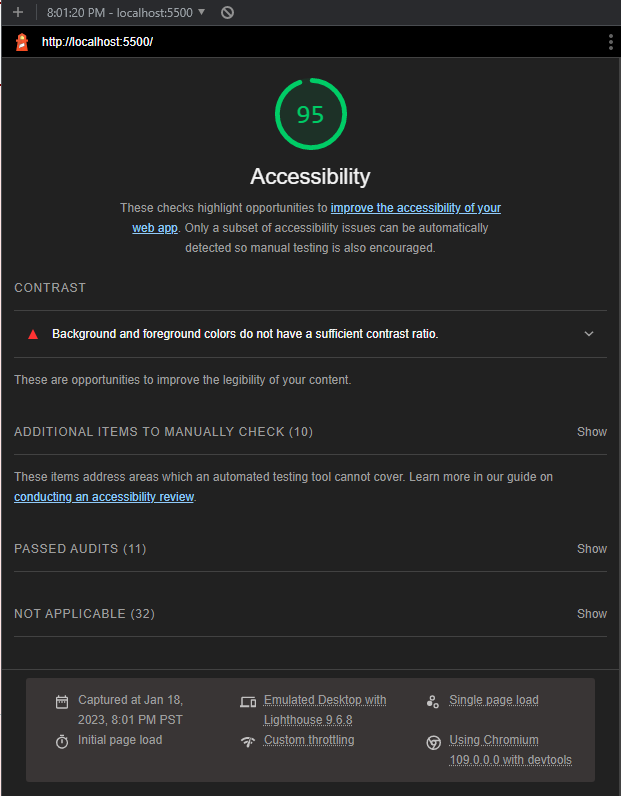 8:01:20 PM - localhost:5500
http://localhost:5500/
95
Accessibility
These checks highlight opportunities to improve the accessibility of your
web app. Only a subset of accessibility issues can be automatically
detected so manual testing is also encouraged.
CONTRAST
Background and foreground colors do not have a sufficient contrast ratio.
These are opportunities to improve the legibility of your content.
ADDITIONAL ITEMS TO MANUALLY CHECK (10) Show
These items address areas which an automated testing tool cannot cover. Learn more in our guide on
conducting an accessibility review.
PASSED AUDITS (11) Show
NOT APPLICABLE (32) Show
Captured at Jan 18,
2023, 8:01 PM PST
Emulated Desktop with
Lighthouse 9.6.8
Single page load
Initial page load
Custom throttling
Using Chromium
109.0.0.0 with devtools